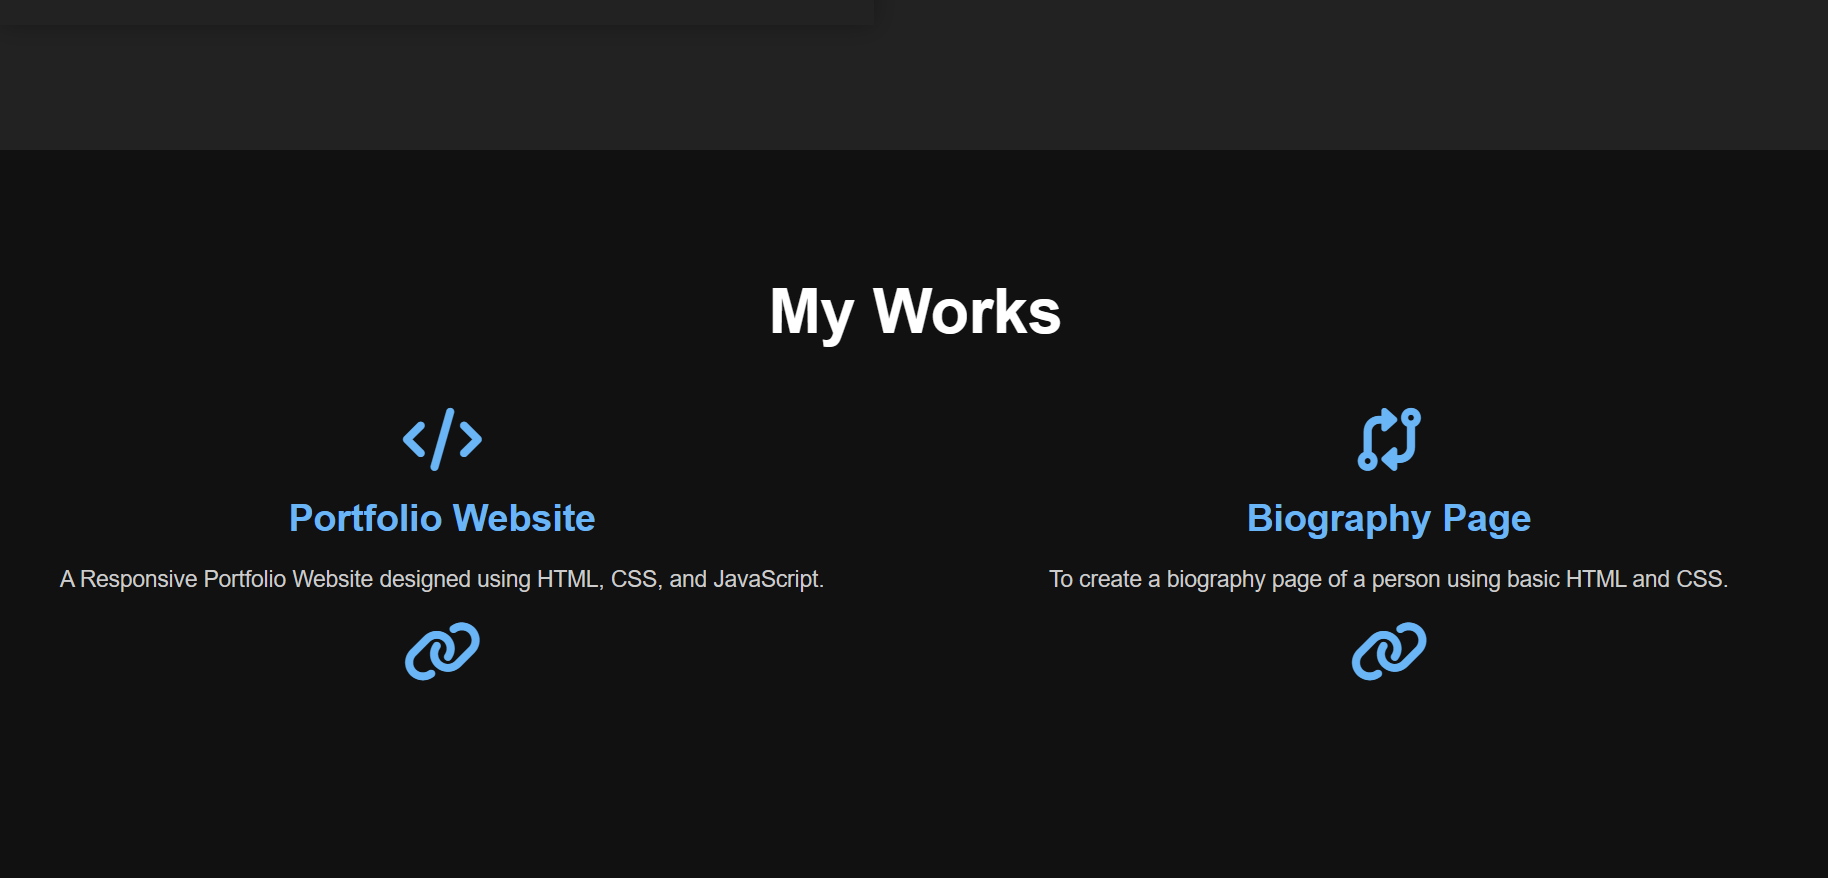 My Works
Portfolio Website
Biography Page
A Responsive Portfolio Website designed using HTML, CSS, and JavaScript.
To create a biography page of a person using basic HTML and CSS.